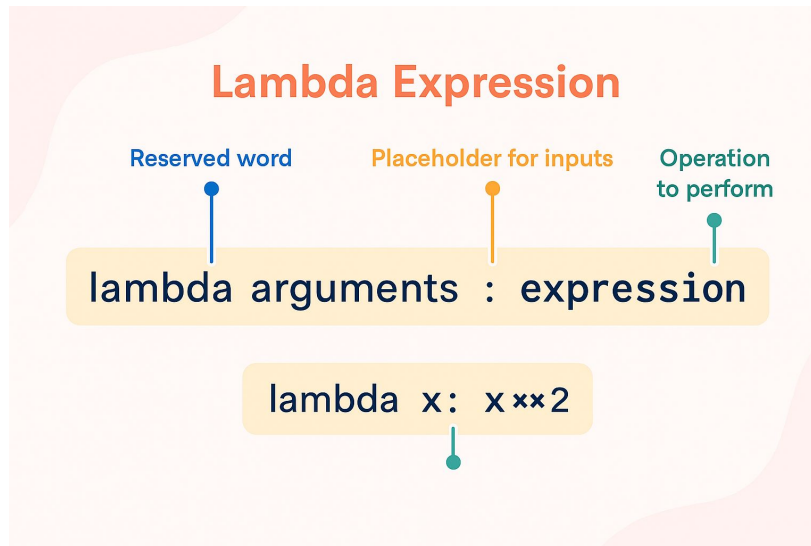 Lambda Expression
Reserved word
Placeholder for inputs
Operation
to perform
lambda arguments : expression
lambda x: x**2